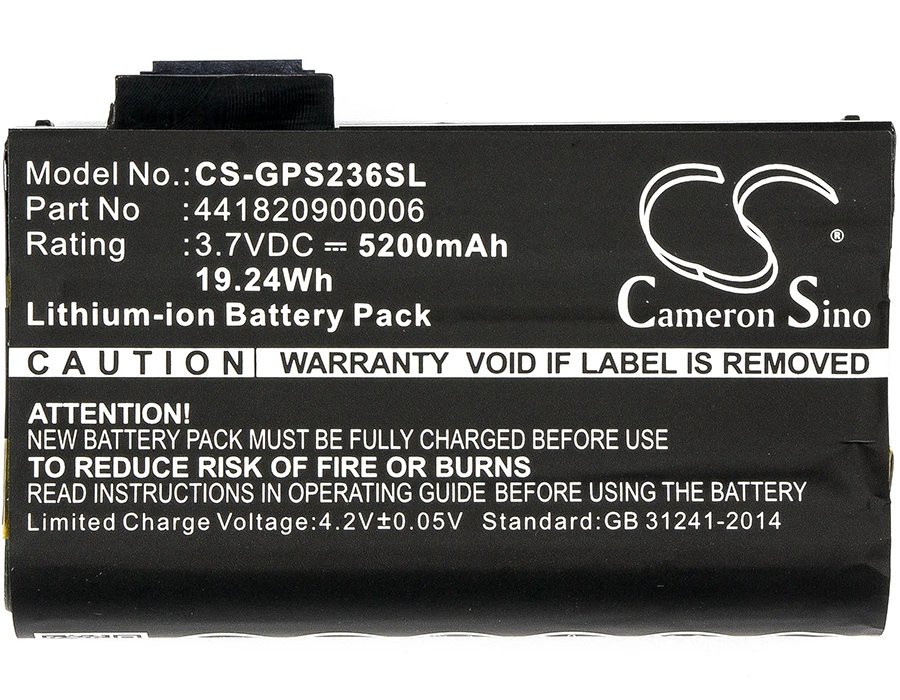 Model No.:CS-GPS236SL
Part No :441820900006
Rating :3.7VDC ⎓ 5200mAh
19.24Wh
Lithium-ion Battery Pack
CS
®
Cameron Sino
CAUTION WARRANTY VOID IF LABEL IS REMOVED
ATTENTION!
NEW BATTERY PACK MUST BE FULLY CHARGED BEFORE USE
TO REDUCE RISK OF FIRE OR BURNS
READ INSTRUCTIONS IN OPERATING GUIDE BEFORE USING THE BATTERY
Limited Charge Voltage:4.2V±0.05V Standard:GB 31241-2014